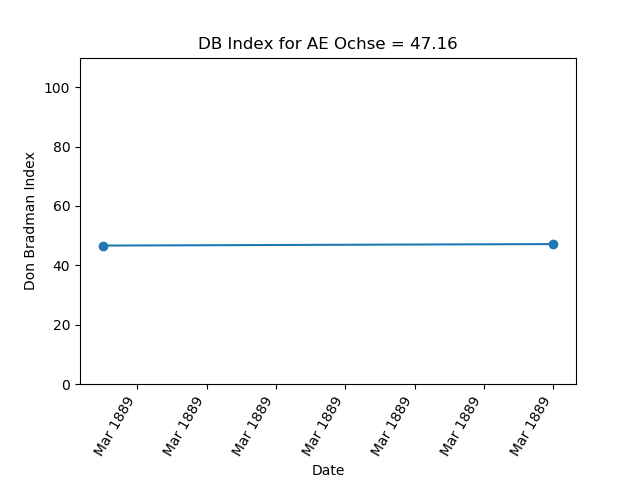 DB Index for AE Ochse = 47.16
100
80
60
40
20
0
Don Bradman Index
Mar 1889
Mar 1889
Mar 1889
Mar 1889
Mar 1889
Mar 1889
Mar 1889
Date